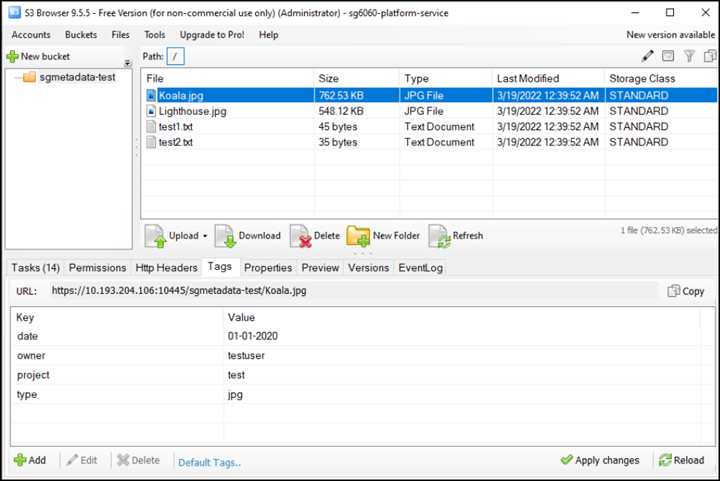 S3 Browser 9.5.5 - Free Version (for non-commercial use only) (Administrator) - sg6060-platform-service
Accounts Buckets Files Tools Upgrade to Pro! Help New version available
New bucket Path: /
sgmetadata-test
File Size Type Last Modified Storage Class
Koala.jpg 762.53 KB JPG File 3/19/2022 12:39:52 AM STANDARD
Lighthouse.jpg 548.12 KB JPG File 3/19/2022 12:39:52 AM STANDARD
test1.txt 45 bytes Text Document 3/19/2022 12:39:52 AM STANDARD
test2.txt 35 bytes Text Document 3/19/2022 12:39:52 AM STANDARD
Upload Download Delete New Folder Refresh 1 file (762.53 KB) selected
Tasks (14) Permissions Http Headers Tags Properties Preview Versions EventLog
URL: https://10.193.204.106:10445/sgmetadata-test/Koala.jpg Copy
Key Value
date 01-01-2020
owner testuser
project test
type jpg
Add Edit Delete Default Tags.. Apply changes Reload